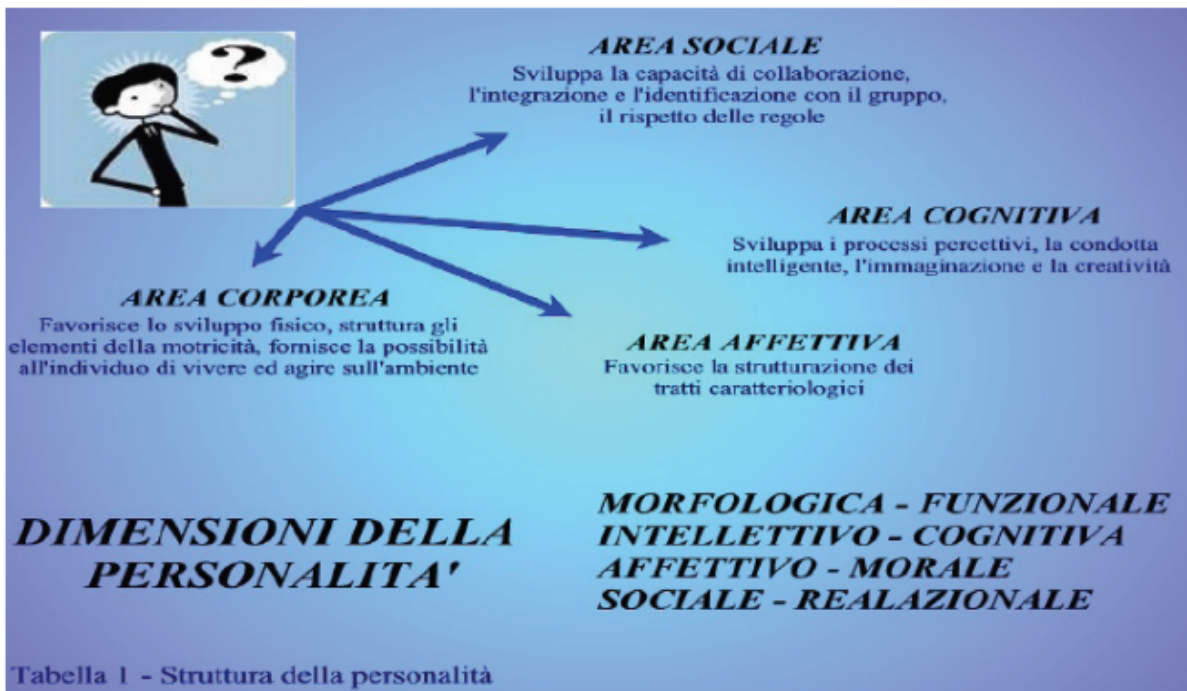 ?
AREA SOCIALE
Sviluppa la capacità di collaborazione,
l'integrazione e l'identificazione con il gruppo,
il rispetto delle regole
AREA COGNITIVA
Sviluppa i processi percettivi, la condotta
intelligente, l'immaginazione e la creatività
AREA CORPOREA
Favorisce lo sviluppo fisico, struttura gli
elementi della motricità, fornisce la possibilità
all'individuo di vivere ed agire sull'ambiente
AREA AFFETTIVA
Favorisce la strutturazione dei
tratti caratteriologici
DIMENSIONI DELLA
PERSONALITA'
MORFOLOGICA - FUNZIONALE
INTELLETTIVO - COGNITIVA
AFFETTIVO - MORALE
SOCIALE - REALAZIONALE
Tabella 1 - Struttura della personalità